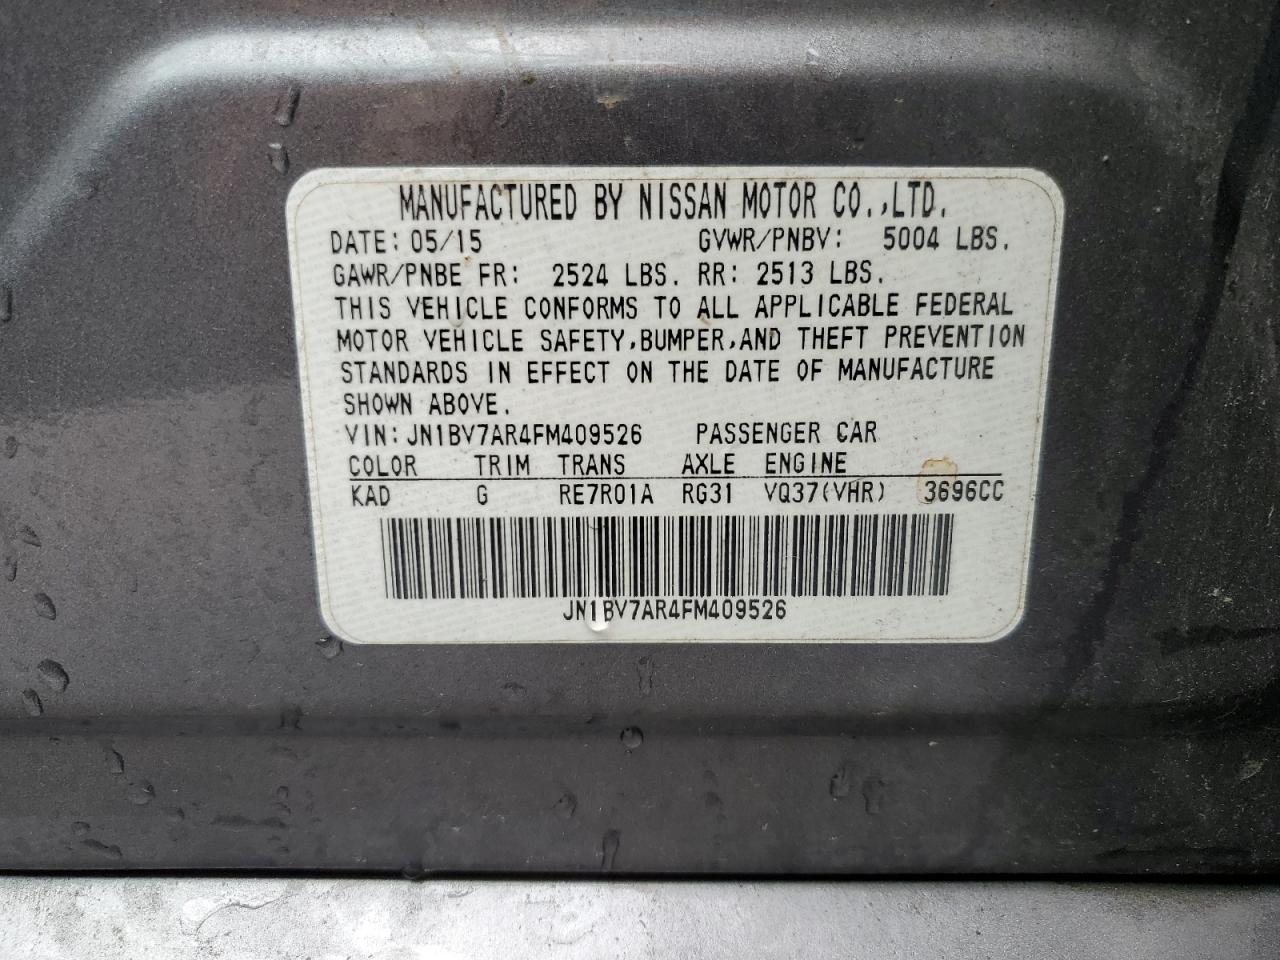 MANUFACTURED BY NISSAN MOTOR CO.,LTD.
DATE: 05/15 GVWR/PNBV: 5004 LBS.
GAWR/PNBE FR: 2524 LBS. RR: 2513 LBS.
THIS VEHICLE CONFORMS TO ALL APPLICABLE FEDERAL
MOTOR VEHICLE SAFETY,BUMPER,AND THEFT PREVENTION
STANDARDS IN EFFECT ON THE DATE OF MANUFACTURE
SHOWN ABOVE.
VIN: JN1BV7AR4FM409526 PASSENGER CAR
COLOR TRIM TRANS AXLE ENGINE
KAD G RE7R01A RG31 VQ37(VHR) 3696CC
JN1BV7AR4FM409526